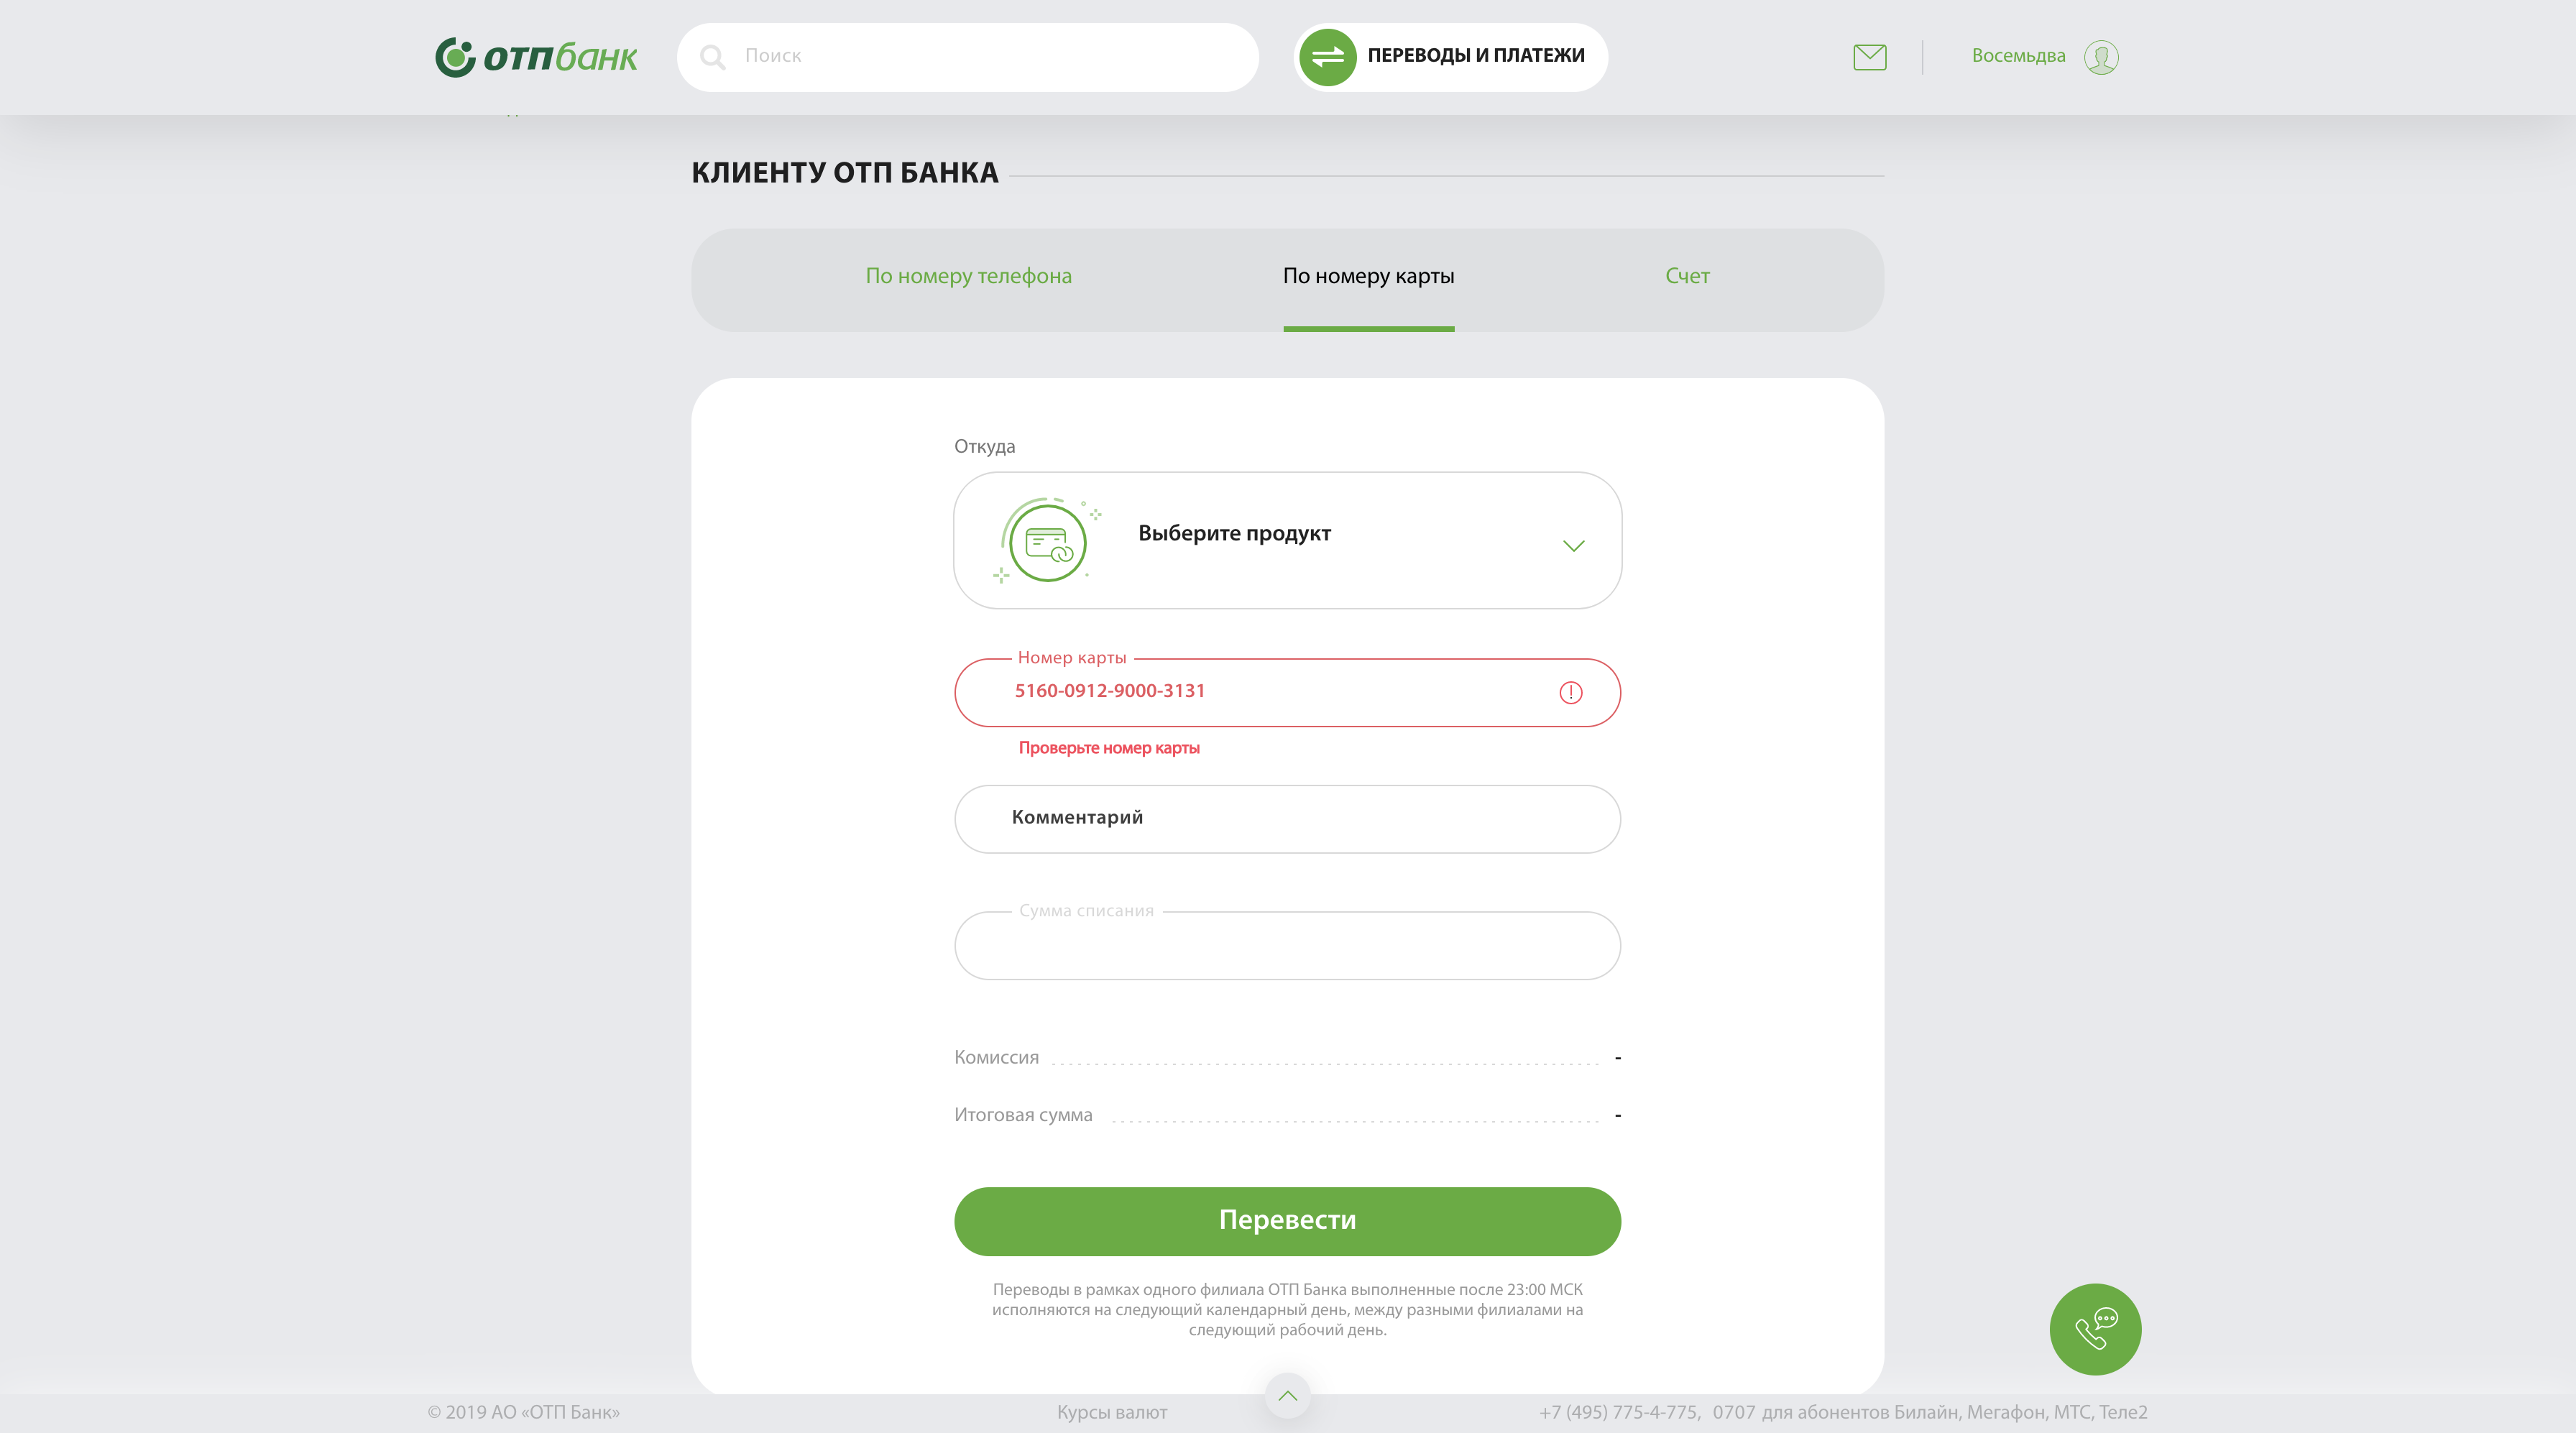 отпбанк
Поиск
ПЕРЕВОДЫ И ПЛАТЕЖИ
Восемьдва
КЛИЕНТУ ОТП БАНКА
По номеру телефона
По номеру карты
Счет
Откуда
Выберите продукт
Номер карты
5160-0912-9000-3131
Проверьте номер карты
Комментарий
Сумма списания
Комиссия -
Итоговая сумма -
Перевести
Переводы в рамках одного филиала ОТП Банка выполненные после 23:00 МСК
исполняются на следующий календарный день, между разными филиалами на
следующий рабочий день.
© 2019 АО «ОТП Банк»
Курсы валют
+7 (495) 775-4-775, 0707 для абонентов Билайн, Мегафон, МТС, Теле2